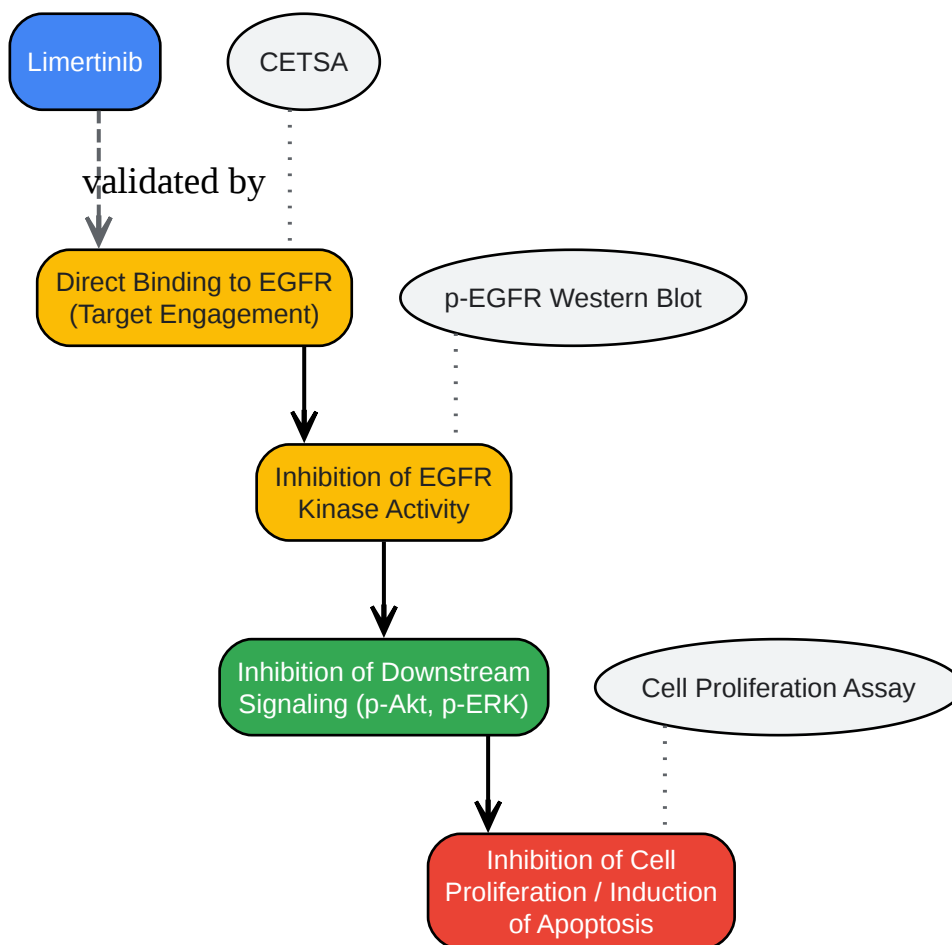 Limertinib
CETSA
validated by
Direct Binding to EGFR
(Target Engagement)
p-EGFR Western Blot
Inhibition of EGFR
Kinase Activity
Inhibition of Downstream
Signaling (p-Akt, p-ERK)
Cell Proliferation Assay
Inhibition of Cell
Proliferation / Induction
of Apoptosis